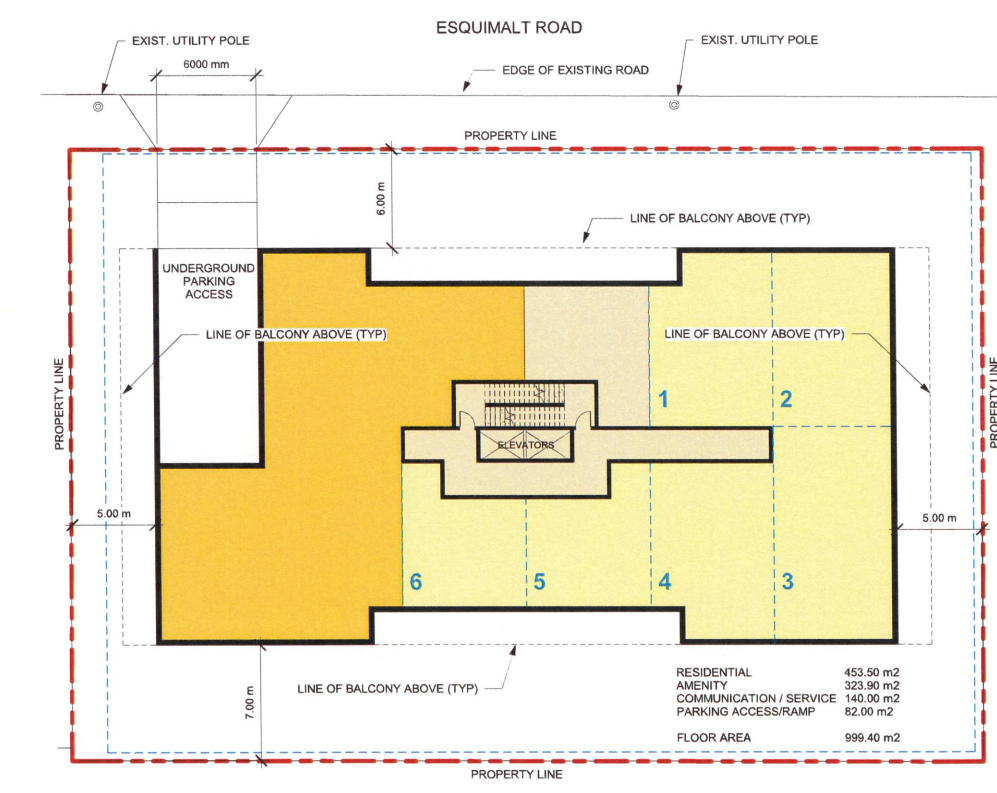 ESQUIMALT ROAD
EXIST. UTILITY POLE
EXIST. UTILITY POLE
6000 mm
EDGE OF EXISTING ROAD
PROPERTY LINE
6.00 m
LINE OF BALCONY ABOVE (TYP)
UNDERGROUND
PARKING
ACCESS
LINE OF BALCONY ABOVE (TYP)
LINE OF BALCONY ABOVE (TYP)
PROPERTY LINE
PROPERTY LINE
1
2
ELEVATORS
5.00 m
5.00 m
6
5
4
3
LINE OF BALCONY ABOVE (TYP)
7.00 m
RESIDENTIAL 453.50 m2
AMENITY 323.90 m2
COMMUNICATION / SERVICE 140.00 m2
PARKING ACCESS/RAMP 82.00 m2
FLOOR AREA 999.40 m2
PROPERTY LINE